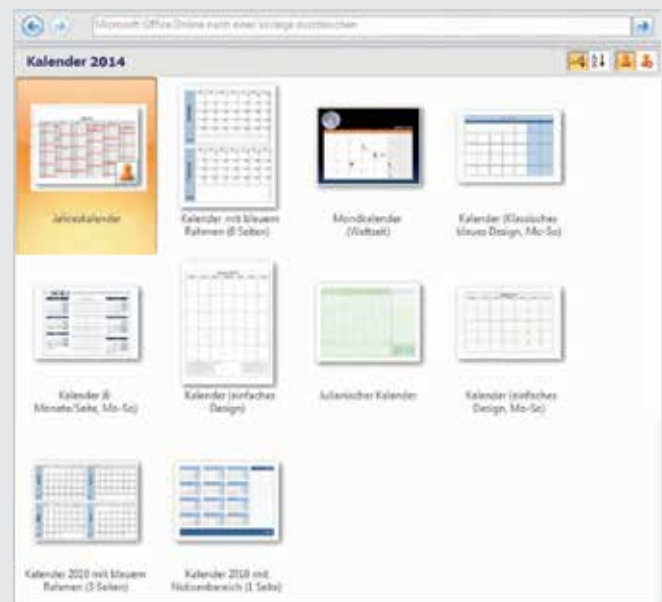 Microsoft Office Online nach einer Vorlage durchsuchen
Kalender 2014
Jahreskalender
Kalender mit blauem
Rahmen (6 Seiten)
Mondkalender
(Weltzeit)
Kalender (Klassisches
blaues Design, Mo-So)
Kalender (6
Monate/Seite, Mo-So)
Kalender (einfaches
Design)
Julianischer Kalender
Kalender (einfaches
Design, Mo-So)
Kalender 2010 mit blauem
Rahmen (3 Seiten)
Kalender 2010 mit
Notizenbereich (1 Seite)